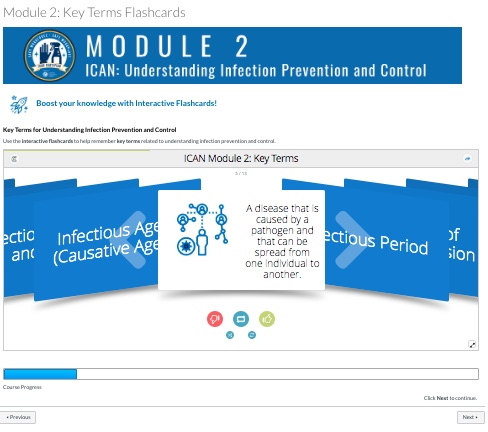 Module 2: Key Terms Flashcards
MODULE 2
ICAN: Understanding Infection Prevention and Control
Boost your knowledge with Interactive Flashcards!
Key Terms for Understanding Infection Prevention and Control
Use the interactive flashcards to help remember key terms related to understanding infection prevention and control.
ICAN Module 2: Key Terms
ectio
and
Infectious Age
(Causative Age
A disease that is
caused by a
pathogen and
that can be
spread from
one individual to
another.
ectious Period
of
sion
Course Progress
Click Next to continue.
Previous
Next